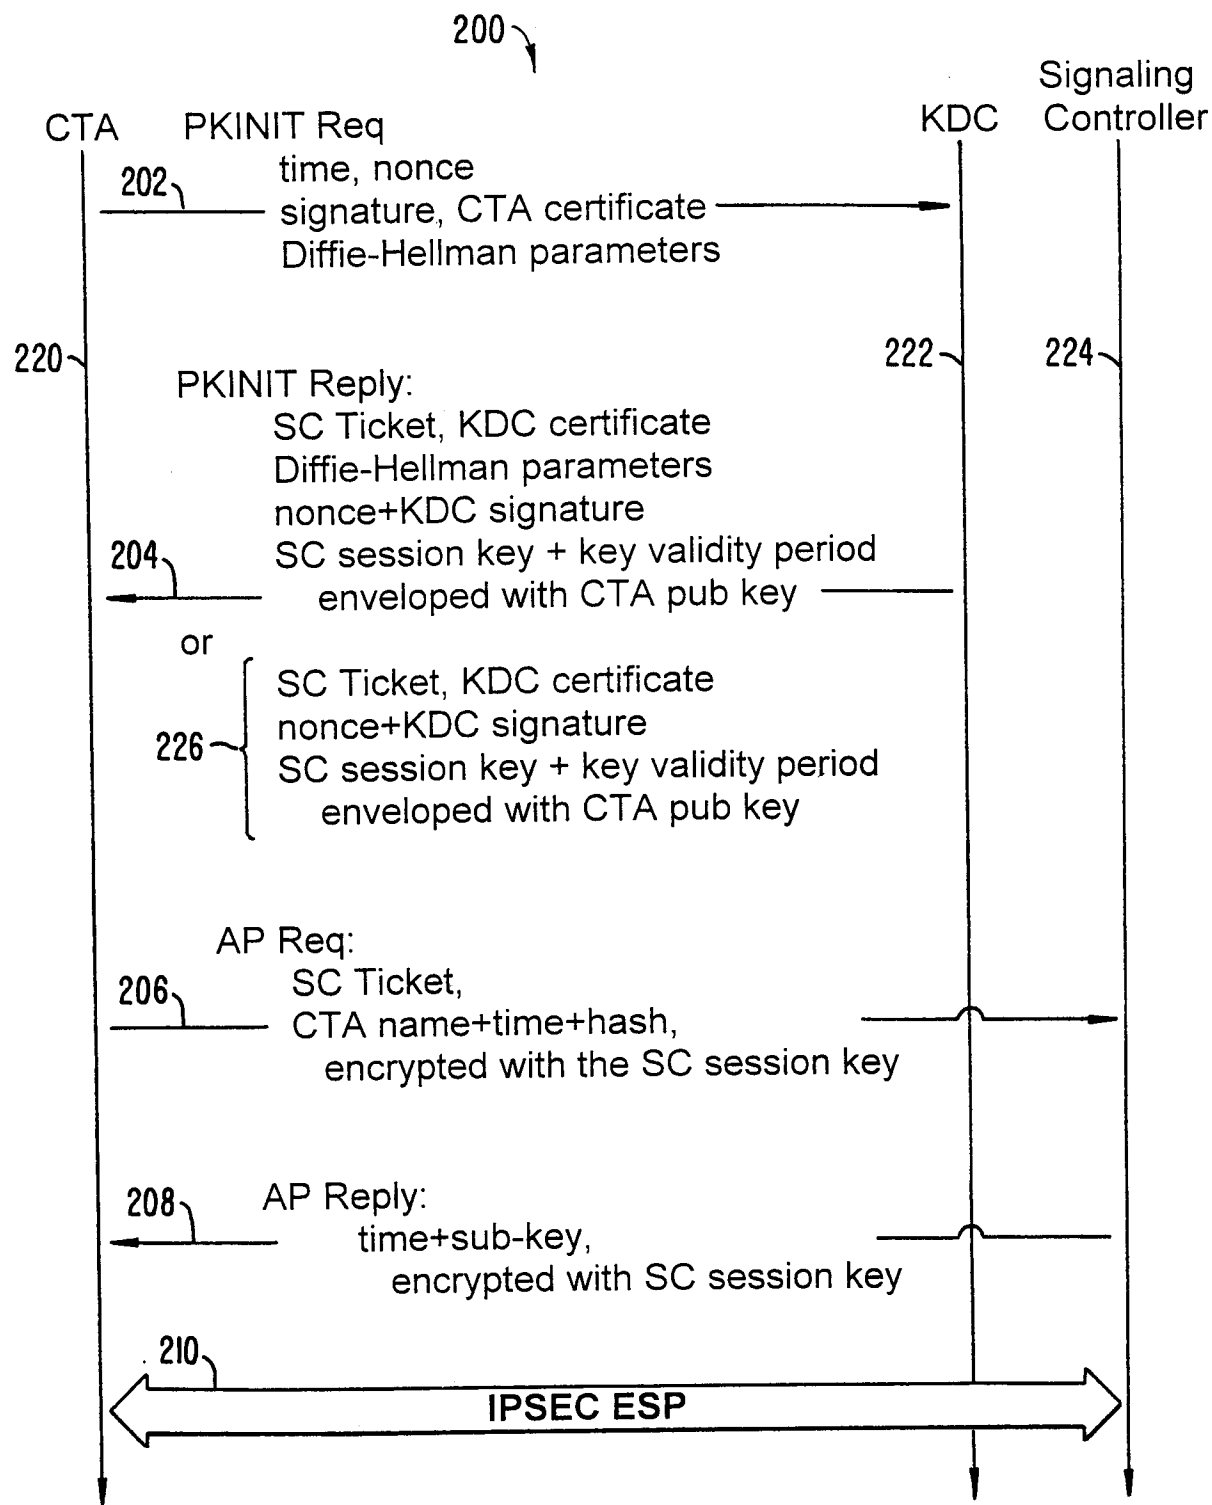 200
Signaling
Controller
CTA
PKINIT Req
KDC
time, nonce
202
signature, CTA certificate
Diffie-Hellman parameters
220
222
224
PKINIT Reply:
SC Ticket, KDC certificate
Diffie-Hellman parameters
nonce+KDC signature
204
SC session key + key validity period
enveloped with CTA pub key
or
226
SC Ticket, KDC certificate
nonce+KDC signature
SC session key + key validity period
enveloped with CTA pub key
AP Req:
206
SC Ticket,
CTA name+time+hash,
encrypted with the SC session key
208
AP Reply:
time+sub-key,
encrypted with SC session key
210
IPSEC ESP